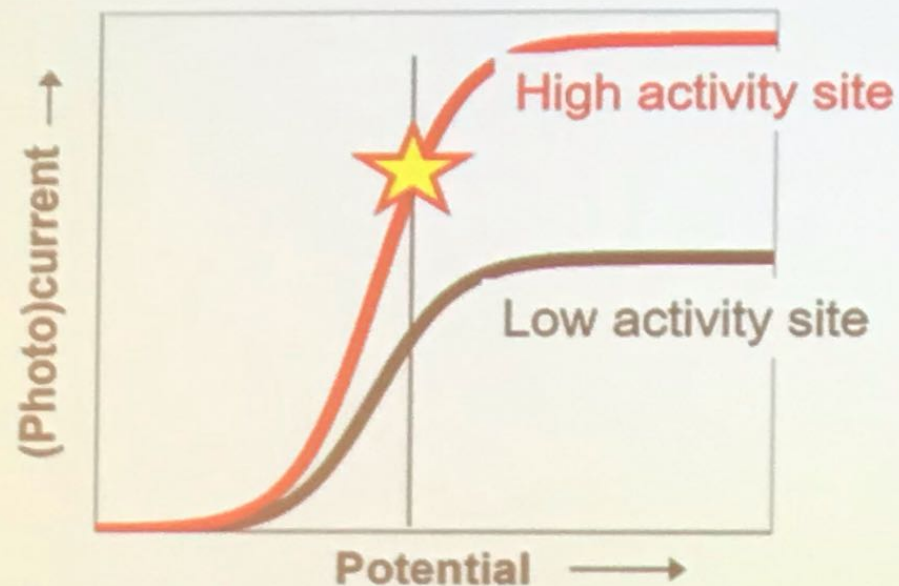 High activity site
(Photo)current
Low activity site
Potential